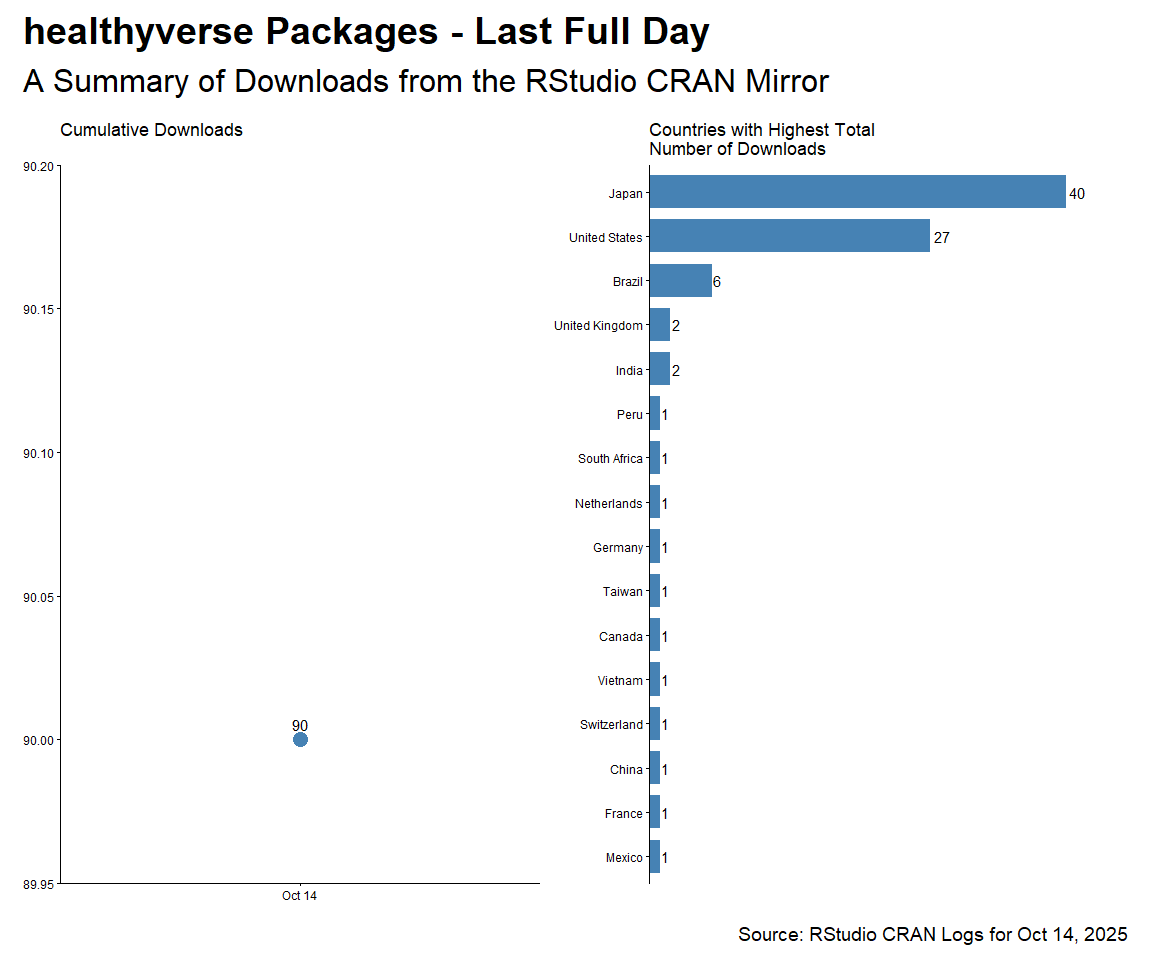 healthyverse Packages - Last Full Day
A Summary of Downloads from the RStudio CRAN Mirror
Cumulative Downloads
90.20
90.15
90.10
90.05
90.00
89.95
90
Oct 14
Countries with Highest Total
Number of Downloads
Japan 40
United States 27
Brazil 6
United Kingdom 2
India 2
Peru 1
South Africa 1
Netherlands 1
Germany 1
Taiwan 1
Canada 1
Vietnam 1
Switzerland 1
China 1
France 1
Mexico 1
Source: RStudio CRAN Logs for Oct 14, 2025